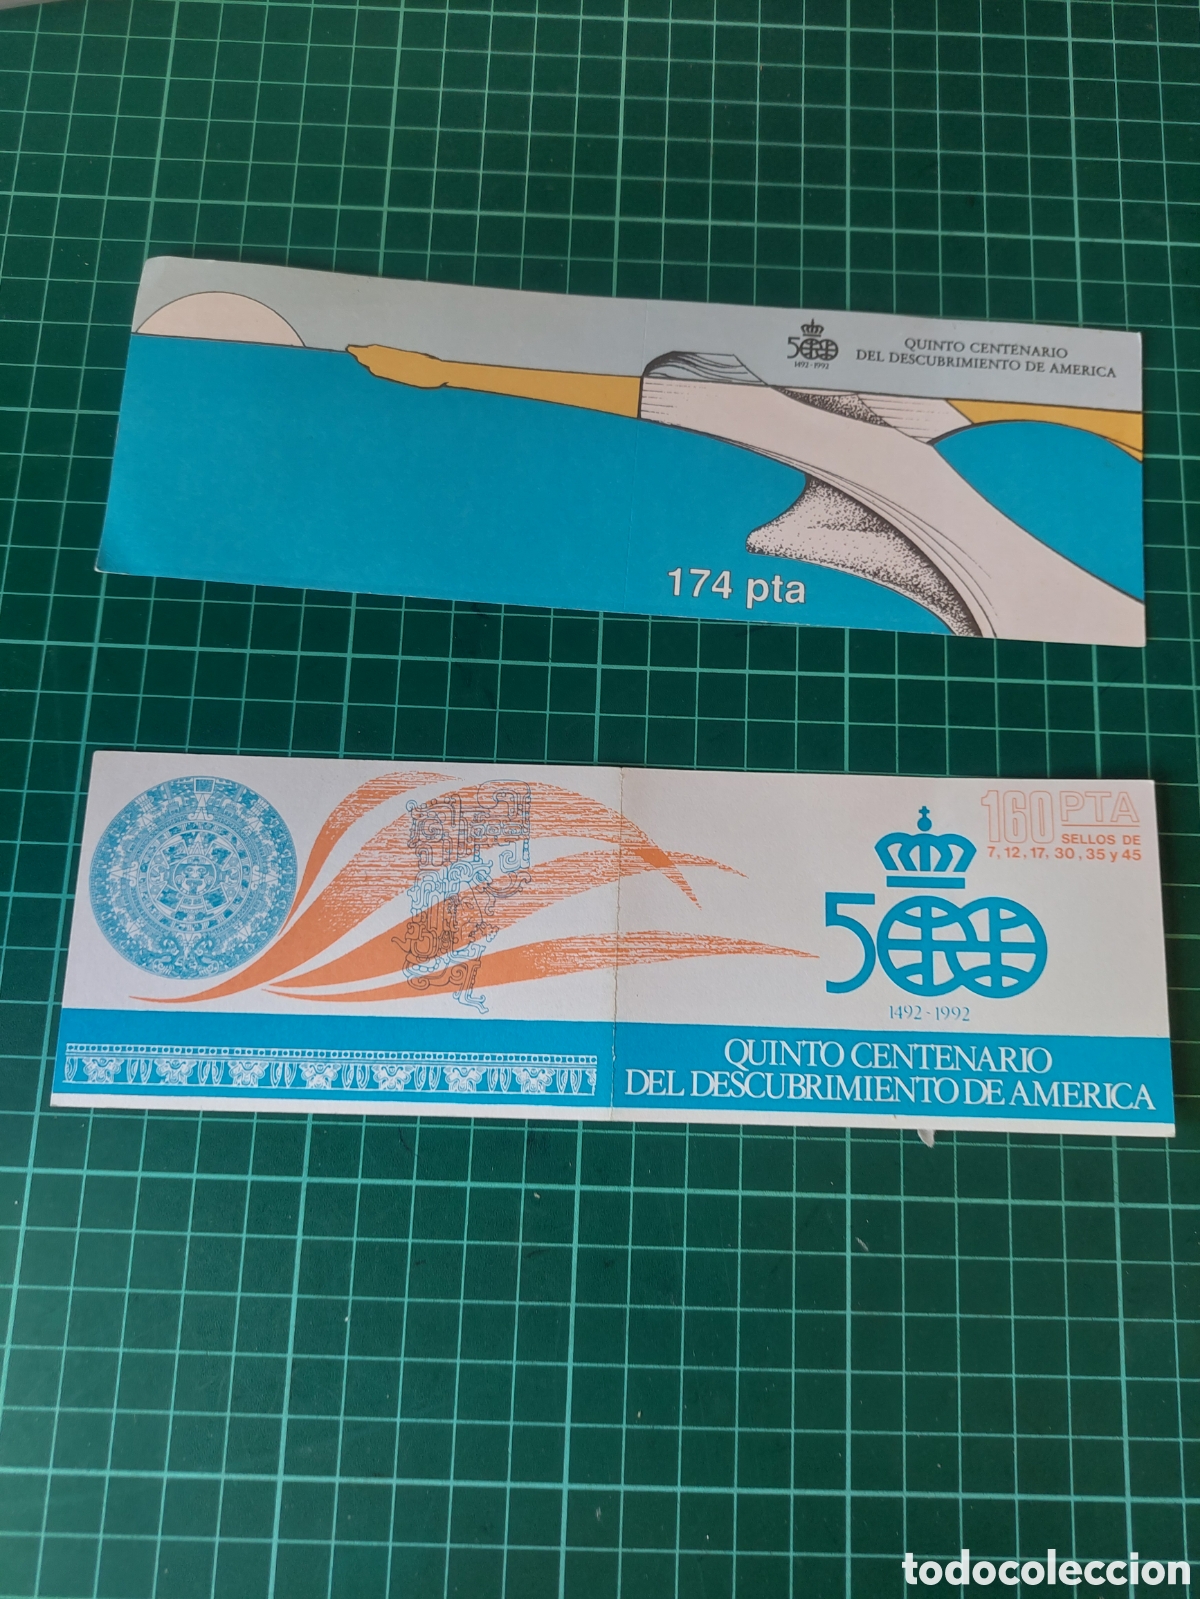 500
1492 - 1992
QUINTO CENTENARIO
DEL DESCUBRIMIENTO DE AMERICA
174 pta
160 PTA
SELLOS DE
7, 12, 17, 30, 35 y 45
500
1492 - 1992
QUINTO CENTENARIO
DEL DESCUBRIMIENTO DE AMERICA
todocoleccion